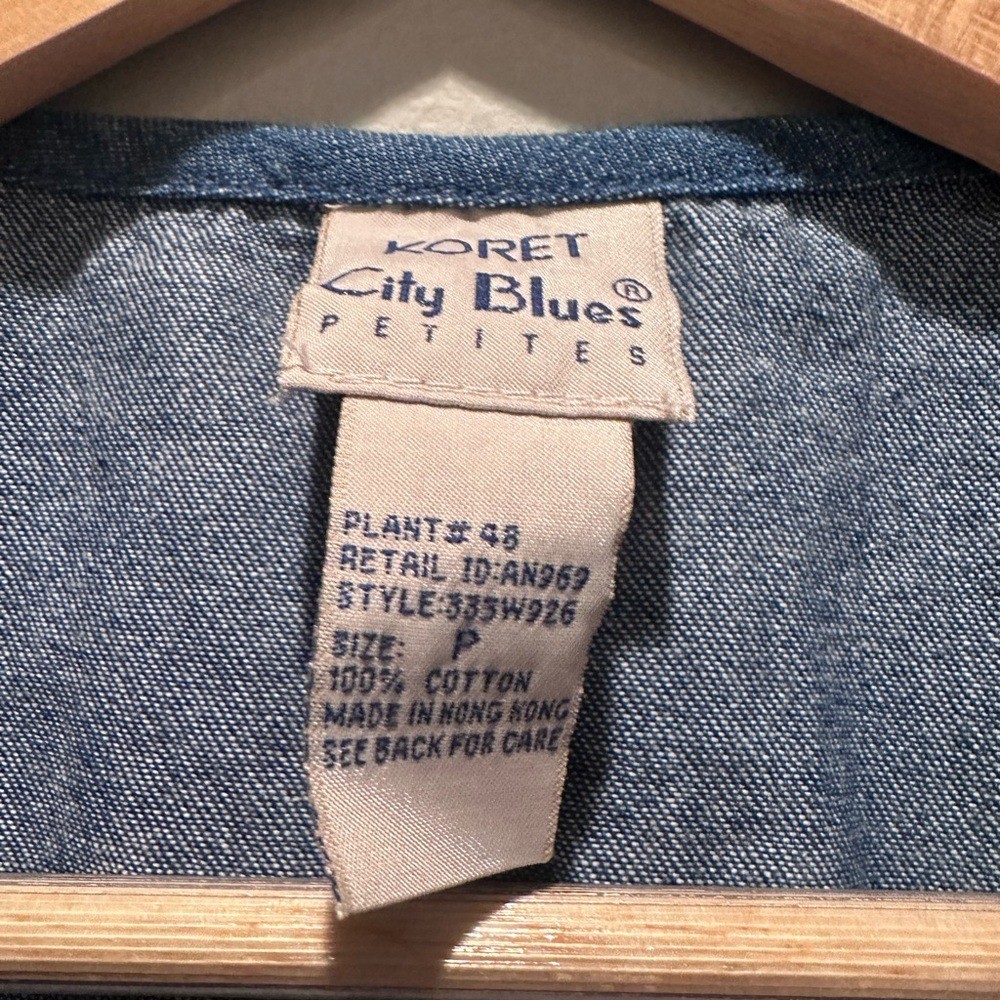 KORET
City Blues®
PETITES
PLANT# 48
RETAIL ID:AN969
STYLE:333W926
SIZE: P
100% COTTON
MADE IN HONG KONG
SEE BACK FOR CARE